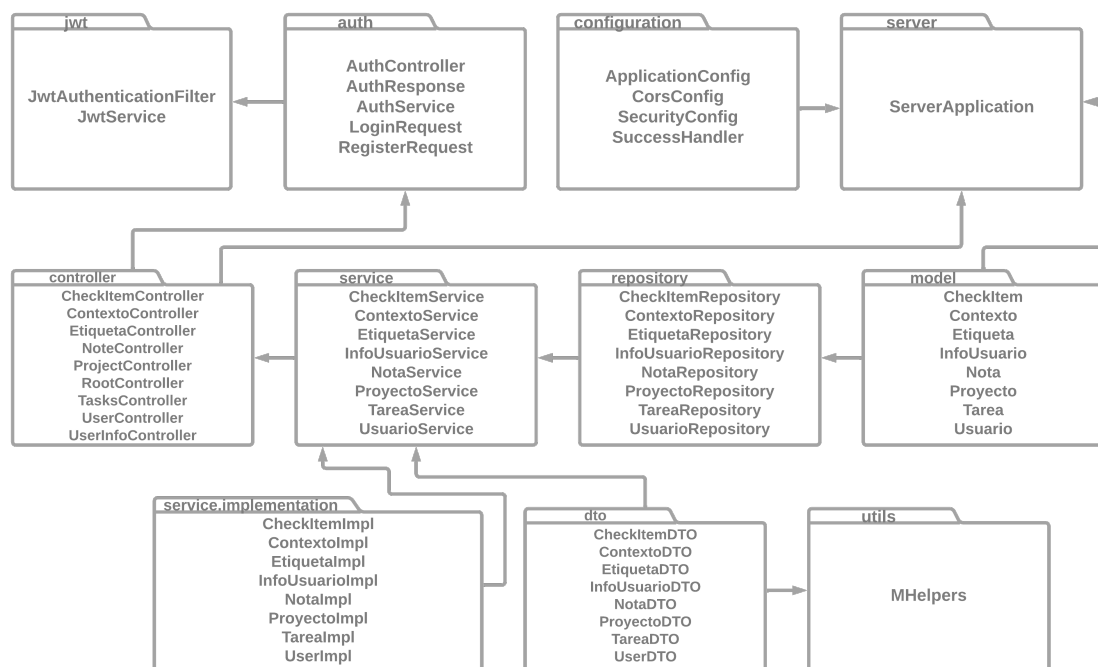 jwt
JwtAuthenticationFilter
JwtService
auth
AuthController
AuthResponse
AuthService
LoginRequest
RegisterRequest
configuration
ApplicationConfig
CorsConfig
SecurityConfig
SuccessHandler
server
ServerApplication
controller
CheckItemController
ContextoController
EtiquetaController
NoteController
ProjectController
RootController
TasksController
UserController
UserInfoController
service
CheckItemService
ContextoService
EtiquetaService
InfoUsuarioService
NotaService
ProyectoService
TareaService
UsuarioService
repository
CheckItemRepository
ContextoRepository
EtiquetaRepository
InfoUsuarioRepository
NotaRepository
ProyectoRepository
TareaRepository
UsuarioRepository
model
CheckItem
Contexto
Etiqueta
InfoUsuario
Nota
Proyecto
Tarea
Usuario
service.implementation
CheckItemImpl
ContextoImpl
EtiquetaImpl
InfoUsuarioImpl
NotaImpl
ProyectoImpl
TareaImpl
UserImpl
dto
CheckItemDTO
ContextoDTO
EtiquetaDTO
InfoUsuarioDTO
NotaDTO
ProyectoDTO
TareaDTO
UserDTO
utils
MHelpers